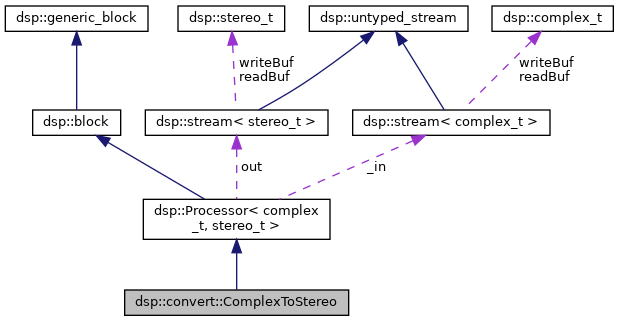 dsp::generic_block
dsp::stereo_t
dsp::untyped_stream
dsp::complex_t
writeBuf
readBuf
writeBuf
readBuf
dsp::block
dsp::stream< stereo_t >
dsp::stream< complex_t >
out
_in
dsp::Processor< complex
_t, stereo_t >
dsp::convert::ComplexToStereo